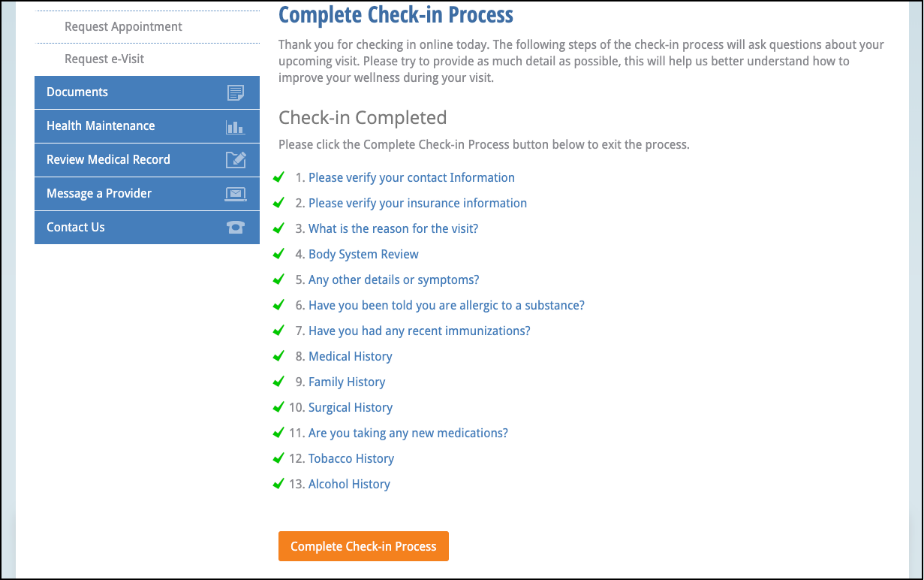 Request Appointment
Request e-Visit
Documents
Health Maintenance
Review Medical Record
Message a Provider
Contact Us
Complete Check-in Process
Thank you for checking in online today. The following steps of the check-in process will ask questions about your
upcoming visit. Please try to provide as much detail as possible, this will help us better understand how to
improve your wellness during your visit.
Check-in Completed
Please click the Complete Check-in Process button below to exit the process.
1. Please verify your contact Information
2. Please verify your insurance information
3. What is the reason for the visit?
4. Body System Review
5. Any other details or symptoms?
6. Have you been told you are allergic to a substance?
7. Have you had any recent immunizations?
8. Medical History
9. Family History
10. Surgical History
11. Are you taking any new medications?
12. Tobacco History
13. Alcohol History
Complete Check-in Process